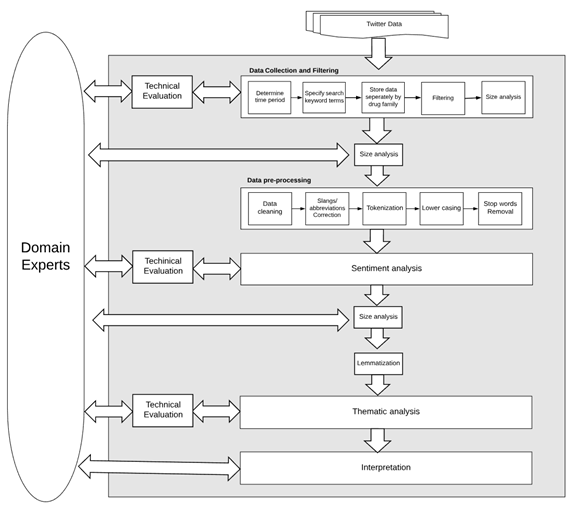 Twitter Data
Data Collection and Filtering
Technical
Evaluation
Determine
time period
Specify search
keyword terms
Store data
seperately by
drug family
Filtering
Size analysis
Size analysis
Data pre-processing
Data
cleaning
Slangs/
abbreviations
Correction
Tokenization
Lower casing
Stop words
Removal
Domain
Experts
Techinical
Evaluation
Sentiment analysis
Size analysis
Lemmatization
Technical
Evaluation
Thematic analysis
Interpretation